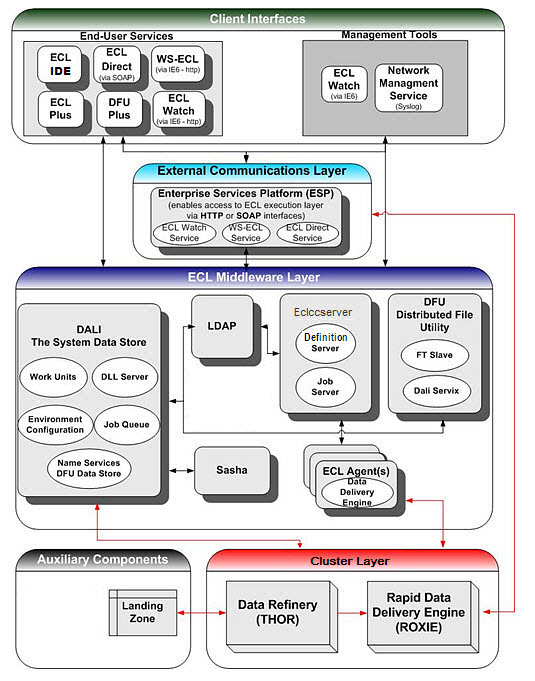 Client Interfaces
End-User Services
ECL
IDE
ECL
Direct
(via SOAP)
WS-ECL
(via IE6 - http)
ECL
Plus
DFU
Plus
ECL
Watch
(via IE6 - http)
Management Tools
ECL
Watch
(via IE6)
Network
Managment
Service
(Syslog)
External Communications Layer
Enterprise Services Platform (ESP)
(enables access to ECL execution layer
via HTTP or SOAP interfaces)
ECL Watch
Service
WS-ECL
Service
ECL Direct
Service
ECL Middleware Layer
DALI
The System Data Store
Work Units
DLL Server
Environment
Configuration
Job Queue
Name Services
DFU Data Store
LDAP
Sasha
Eclccserver
Definition
Server
Job
Server
ECL Agent(s)
Data
Delivery
Engine
DFU
Distributed File
Utility
FT Slave
Dali Servix
Auxiliary Components
Landing
Zone
Cluster Layer
Data Refinery
(THOR)
Rapid Data
Delivery Engine
(ROXIE)